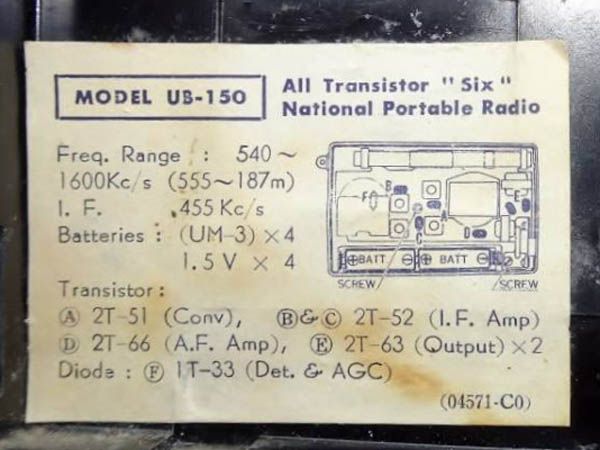 MODEL UB-150
All Transistor "Six"
National Portable Radio
Freq. Range : 540~
1600Kc/s (555~187m)
I. F. .455 Kc/s
Batteries : (UM-3) × 4
1.5 V × 4
B
F
A
C
D
E
⊕BATT ⊖ ⊕ BATT ⊖
SCREW SCREW
Transistor :
Ⓐ 2T-51 (Conv), Ⓑ&Ⓒ 2T-52 (I.F. Amp)
Ⓓ 2T-66 (A.F. Amp), Ⓔ 2T-63 (Output) × 2
Diode : Ⓕ 1T-33 (Det. & AGC)
(04571-C0)